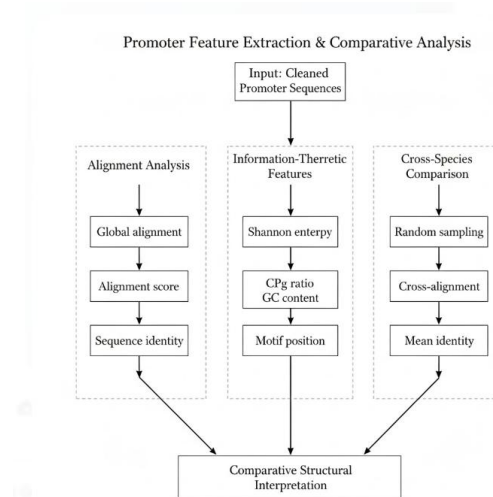 Promoter Feature Extraction & Comparative Analysis
Input: Cleaned
Promoter Sequences
Alignment Analysis
Global alignment
Alignment score
Sequence identity
Information-Therretic
Features
Shannon enterpy
CPg ratio
GC content
Motif position
Cross-Species
Comparison
Random sampling
Cross-alignment
Mean identity
Comparative Structural
Interpretation